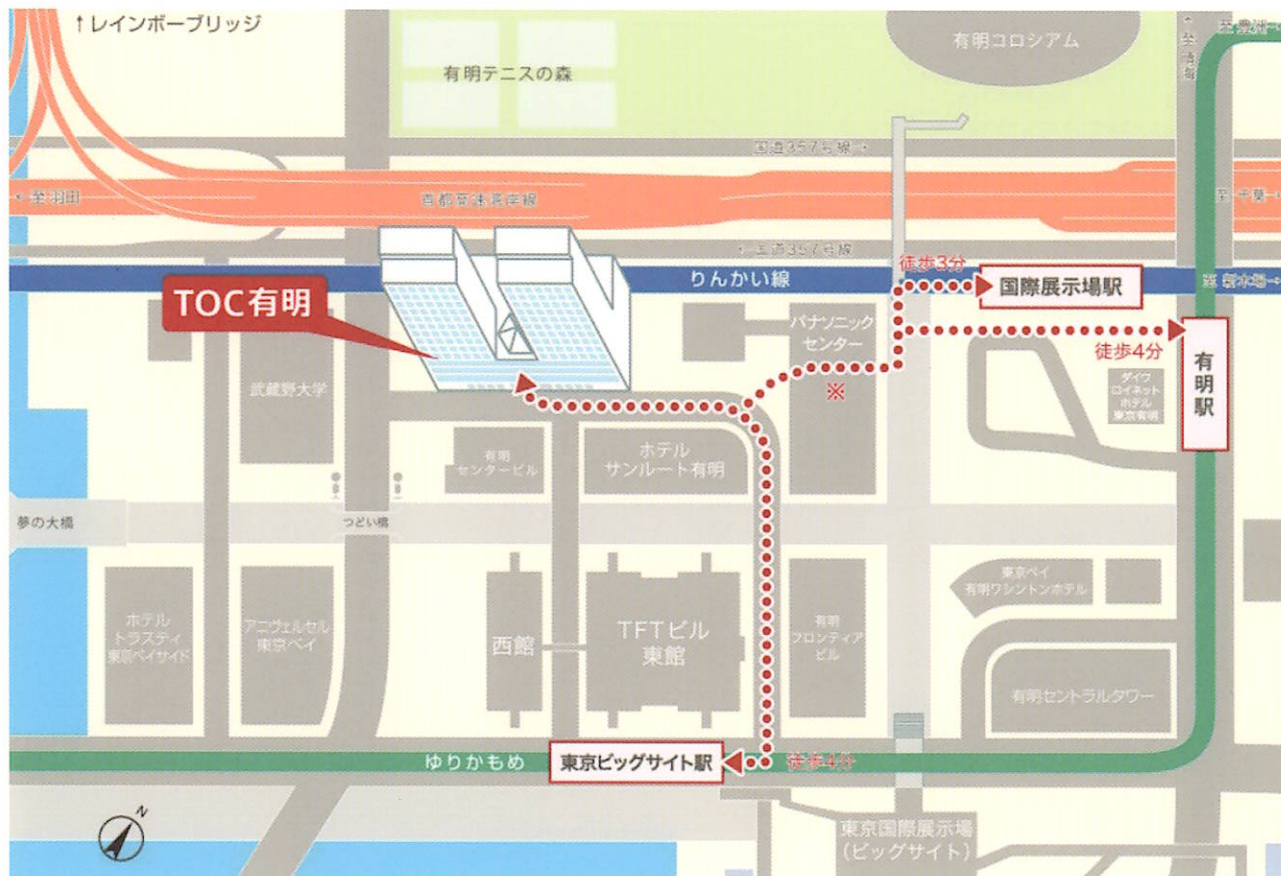 ↑レインボーブリッジ
有明テニスの森
有明コロシアム
↑至晴海
至豊洲→
国道357号線→
←至羽田
首都高速湾岸線
至千葉→
←国道357号線
りんかい線
徒歩3分
国際展示場駅
至新木場→
TOC有明
パナソニック
センター
※
徒歩4分
有明駅
ダイワ
ロイネット
ホテル
東京有明
武蔵野大学
有明
センタービル
ホテル
サンルート有明
夢の大橋
つどい橋
ホテル
トラスティ
東京ベイサイド
アニヴェルセル
東京ベイ
西館
TFTビル
東館
有明
フロンティア
ビル
東京ベイ
有明ワシントンホテル
有明セントラルタワー
ゆりかもめ
東京ビッグサイト駅
徒歩4分
N
東京国際展示場
(ビッグサイト)